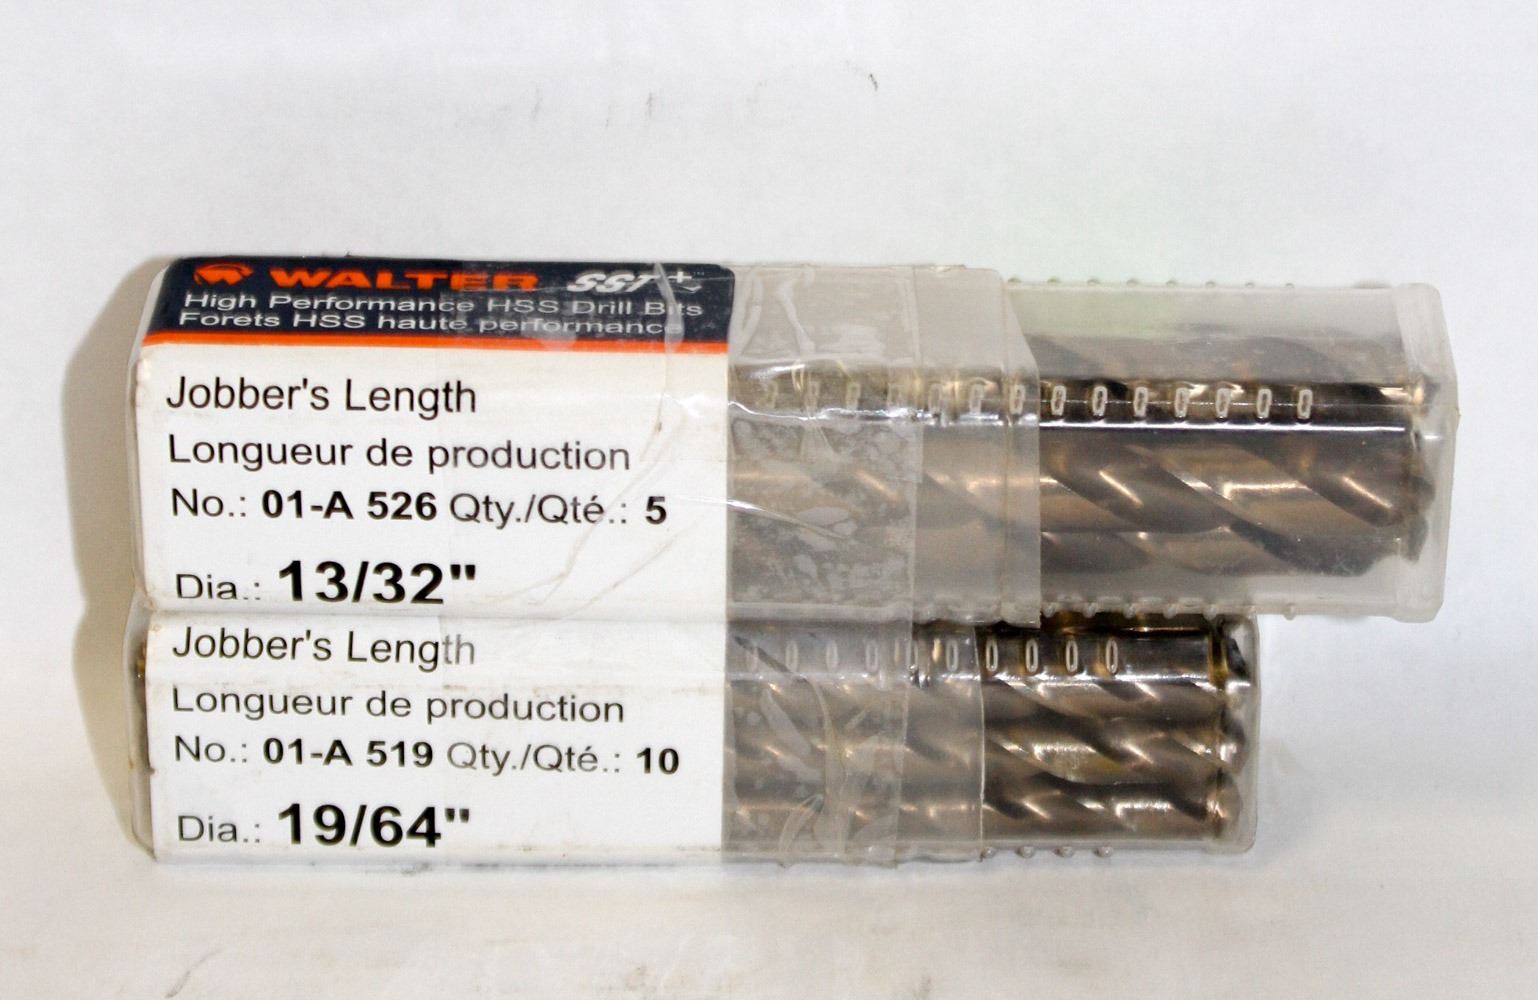 WALTER SST+™
High Performance HSS Drill Bits
Forets HSS haute performance
Jobber's Length
Longueur de production
No.: 01-A 526 Qty./Qté.: 5
Dia.: 13/32"
Jobber's Length
Longueur de production
No.: 01-A 519 Qty./Qté.: 10
Dia.: 19/64"